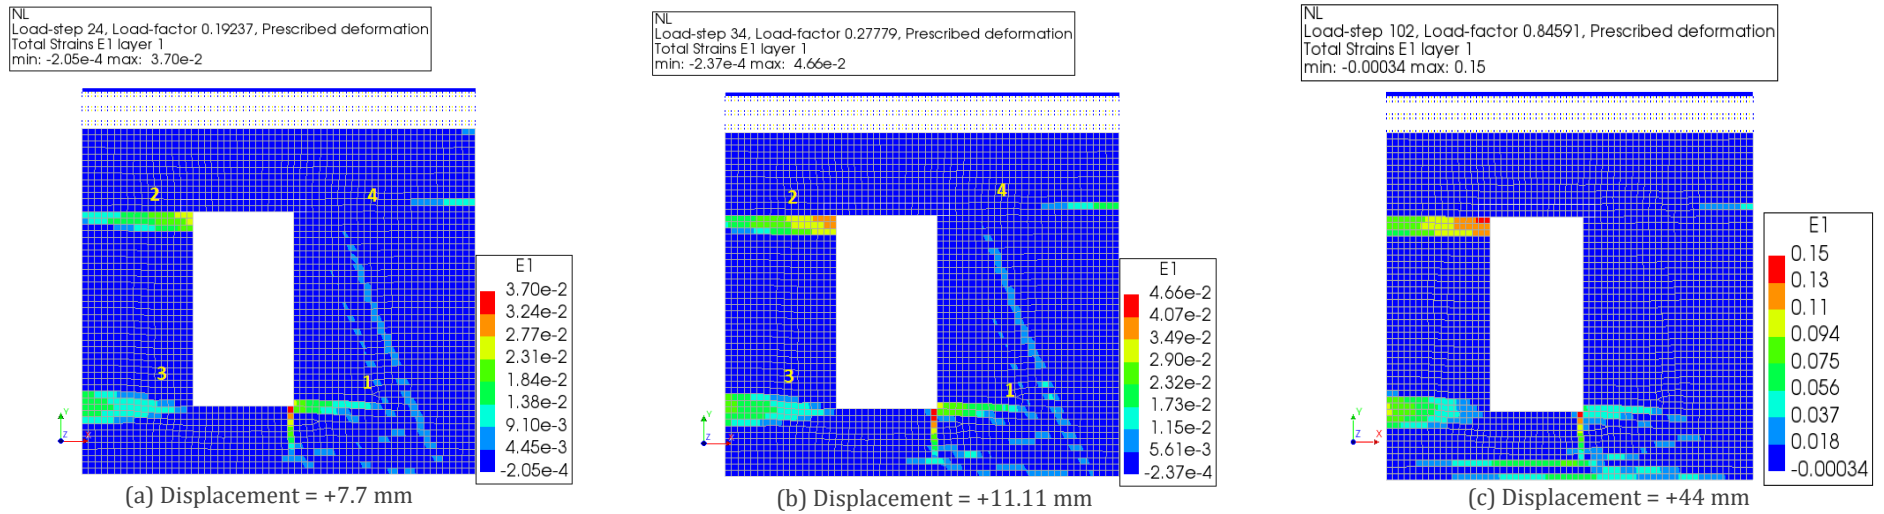 NL
Load-step 24, Load-factor 0.19237, Prescribed deformation
Total Strains E1 layer 1
min: -2.05e-4 max: 3.70e-2
2
4
3
1
Y
Z
X
E1
3.70e-2
3.24e-2
2.77e-2
2.31e-2
1.84e-2
1.38e-2
9.10e-3
4.45e-3
-2.05e-4
(a) Displacement = +7.7 mm
NL
Load-step 34, Load-factor 0.27779, Prescribed deformation
Total Strains E1 layer 1
min: -2.37e-4 max: 4.66e-2
2
4
3
1
Y
Z
X
E1
4.66e-2
4.07e-2
3.49e-2
2.90e-2
2.32e-2
1.73e-2
1.15e-2
5.61e-3
-2.37e-4
(b) Displacement = +11.11 mm
NL
Load-step 102, Load-factor 0.84591, Prescribed deformation
Total Strains E1 layer 1
min: -0.00034 max: 0.15
Y
Z
X
E1
0.15
0.13
0.11
0.094
0.075
0.056
0.037
0.018
-0.00034
(c) Displacement = +44 mm